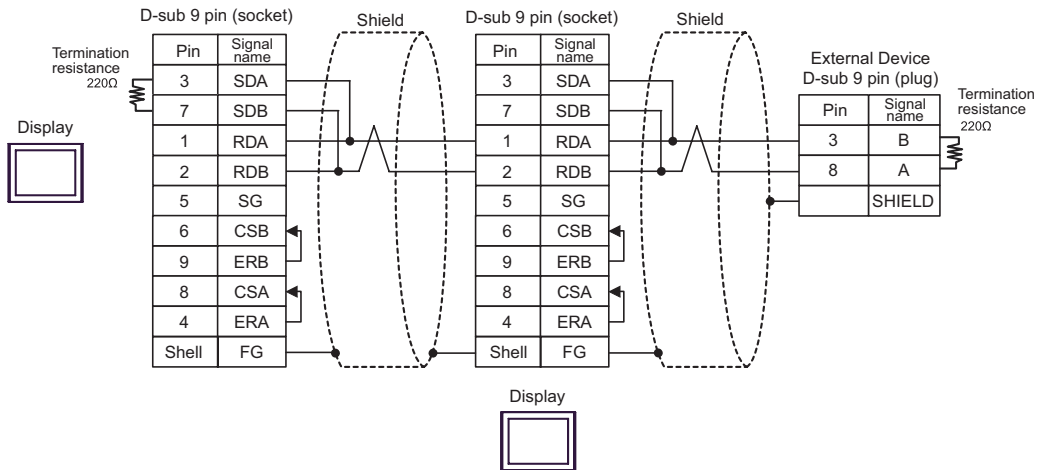 D-sub 9 pin (socket)
Shield
D-sub 9 pin (socket)
Shield
Termination
resistance
220Ω
Display
Pin Signal name
3 SDA
7 SDB
1 RDA
2 RDB
5 SG
6 CSB
9 ERB
8 CSA
4 ERA
Shell FG
Pin Signal name
3 SDA
7 SDB
1 RDA
2 RDB
5 SG
6 CSB
9 ERB
8 CSA
4 ERA
Shell FG
Display
External Device
D-sub 9 pin (plug)
Pin Signal name
3 B
8 A
SHIELD
Termination
resistance
220Ω